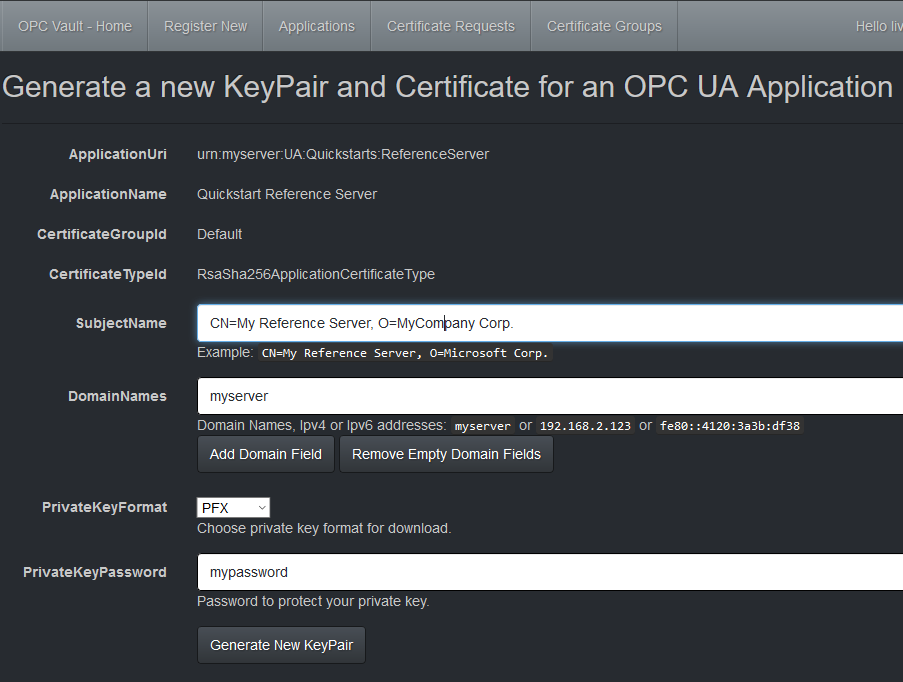 OPC Vault - Home Register New Applications Certificate Requests Certificate Groups Hello liv
Generate a new KeyPair and Certificate for an OPC UA Application
ApplicationUri urn:myserver:UA:Quickstarts:ReferenceServer
ApplicationName Quickstart Reference Server
CertificateGroupId Default
CertificateTypeId RsaSha256ApplicationCertificateType
SubjectName CN=My Reference Server, O=MyCompany Corp.
Example: CN=My Reference Server, O=Microsoft Corp.
DomainNames myserver
Domain Names, Ipv4 or Ipv6 addresses: myserver or 192.168.2.123 or fe80::4120:3a3b:df38
Add Domain Field Remove Empty Domain Fields
PrivateKeyFormat PFX
Choose private key format for download.
PrivateKeyPassword mypassword
Password to protect your private key.
Generate New KeyPair